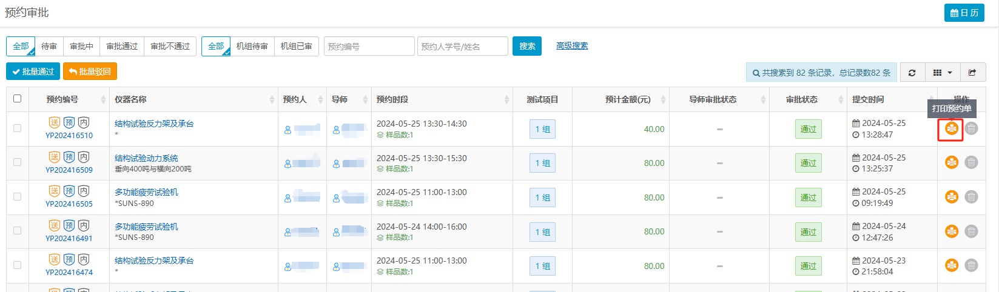 预约审批
日 历
全部 待审 审批中 审批通过 审批不通过 全部 机组待审 机组已审 预约编号 预约人学号/姓名 搜索 高级搜索
批量通过 批量驳回 共搜索到 82 条记录，总记录数82 条
预约编号 仪器名称 预约人 导师 预约时段 测试项目 预计金额(元) 导师审批状态 审批状态 提交时间 操作
打印预约单
送 预 内 结构试验反力架及承台 2024-05-25 13:30-14:30 1 组 40.00 — 通过 2024-05-25
YP202416510 * 样品数:1 13:28:47
送 预 内 结构试验动力系统 2024-05-25 13:30-15:30 1 组 80.00 — 通过 2024-05-25
YP202416509 垂向400吨与横向200吨 样品数:1 13:25:37
送 预 内 多功能疲劳试验机 2024-05-25 11:00-13:00 1 组 80.00 — 通过 2024-05-25
YP202416505 *SUNS-890 样品数:1 09:19:49
送 预 内 多功能疲劳试验机 2024-05-24 14:00-16:00 1 组 80.00 — 通过 2024-05-24
YP202416491 *SUNS-890 样品数:1 12:47:26
送 预 内 结构试验反力架及承台 2024-05-25 11:00-13:00 1 组 80.00 — 通过 2024-05-23
YP202416474 * 样品数:1 21:58:04